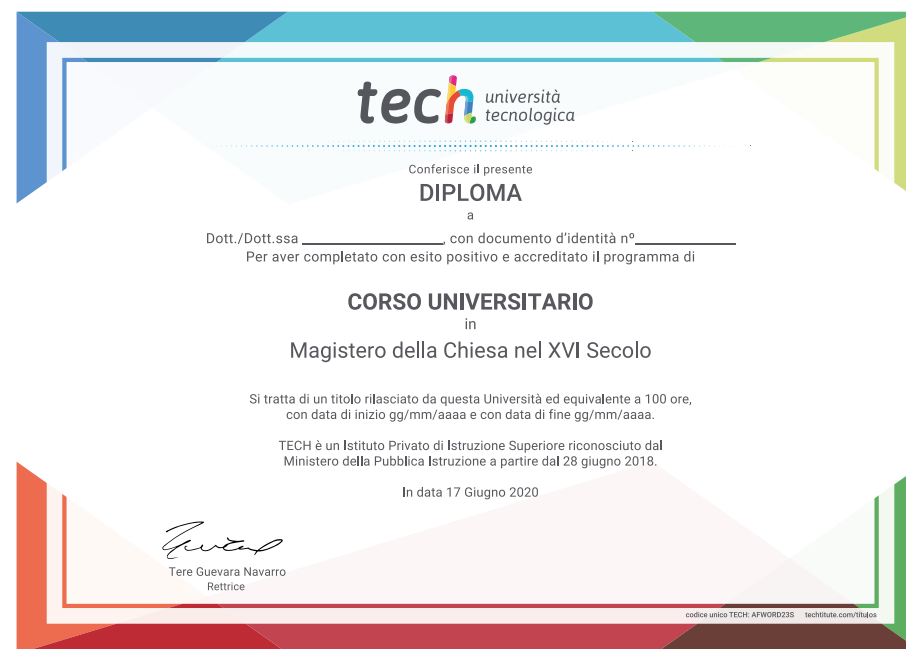 tech università
tecnologica
Conferisce il presente
DIPLOMA
a
Dott./Dott.ssa ____________________, con documento d'identità nº______________
Per aver completato con esito positivo e accreditato il programma di
CORSO UNIVERSITARIO
in
Magistero della Chiesa nel XVI Secolo
Si tratta di un titolo rilasciato da questa Università ed equivalente a 100 ore,
con data di inizio gg/mm/aaaa e con data di fine gg/mm/aaaa.
TECH è un Istituto Privato di Istruzione Superiore riconosciuto dal
Ministero della Pubblica Istruzione a partire dal 28 giugno 2018.
In data 17 Giugno 2020
Tere Guevara Navarro
Rettrice
codice unico TECH: AFWORD23S techtitute.com/titulos